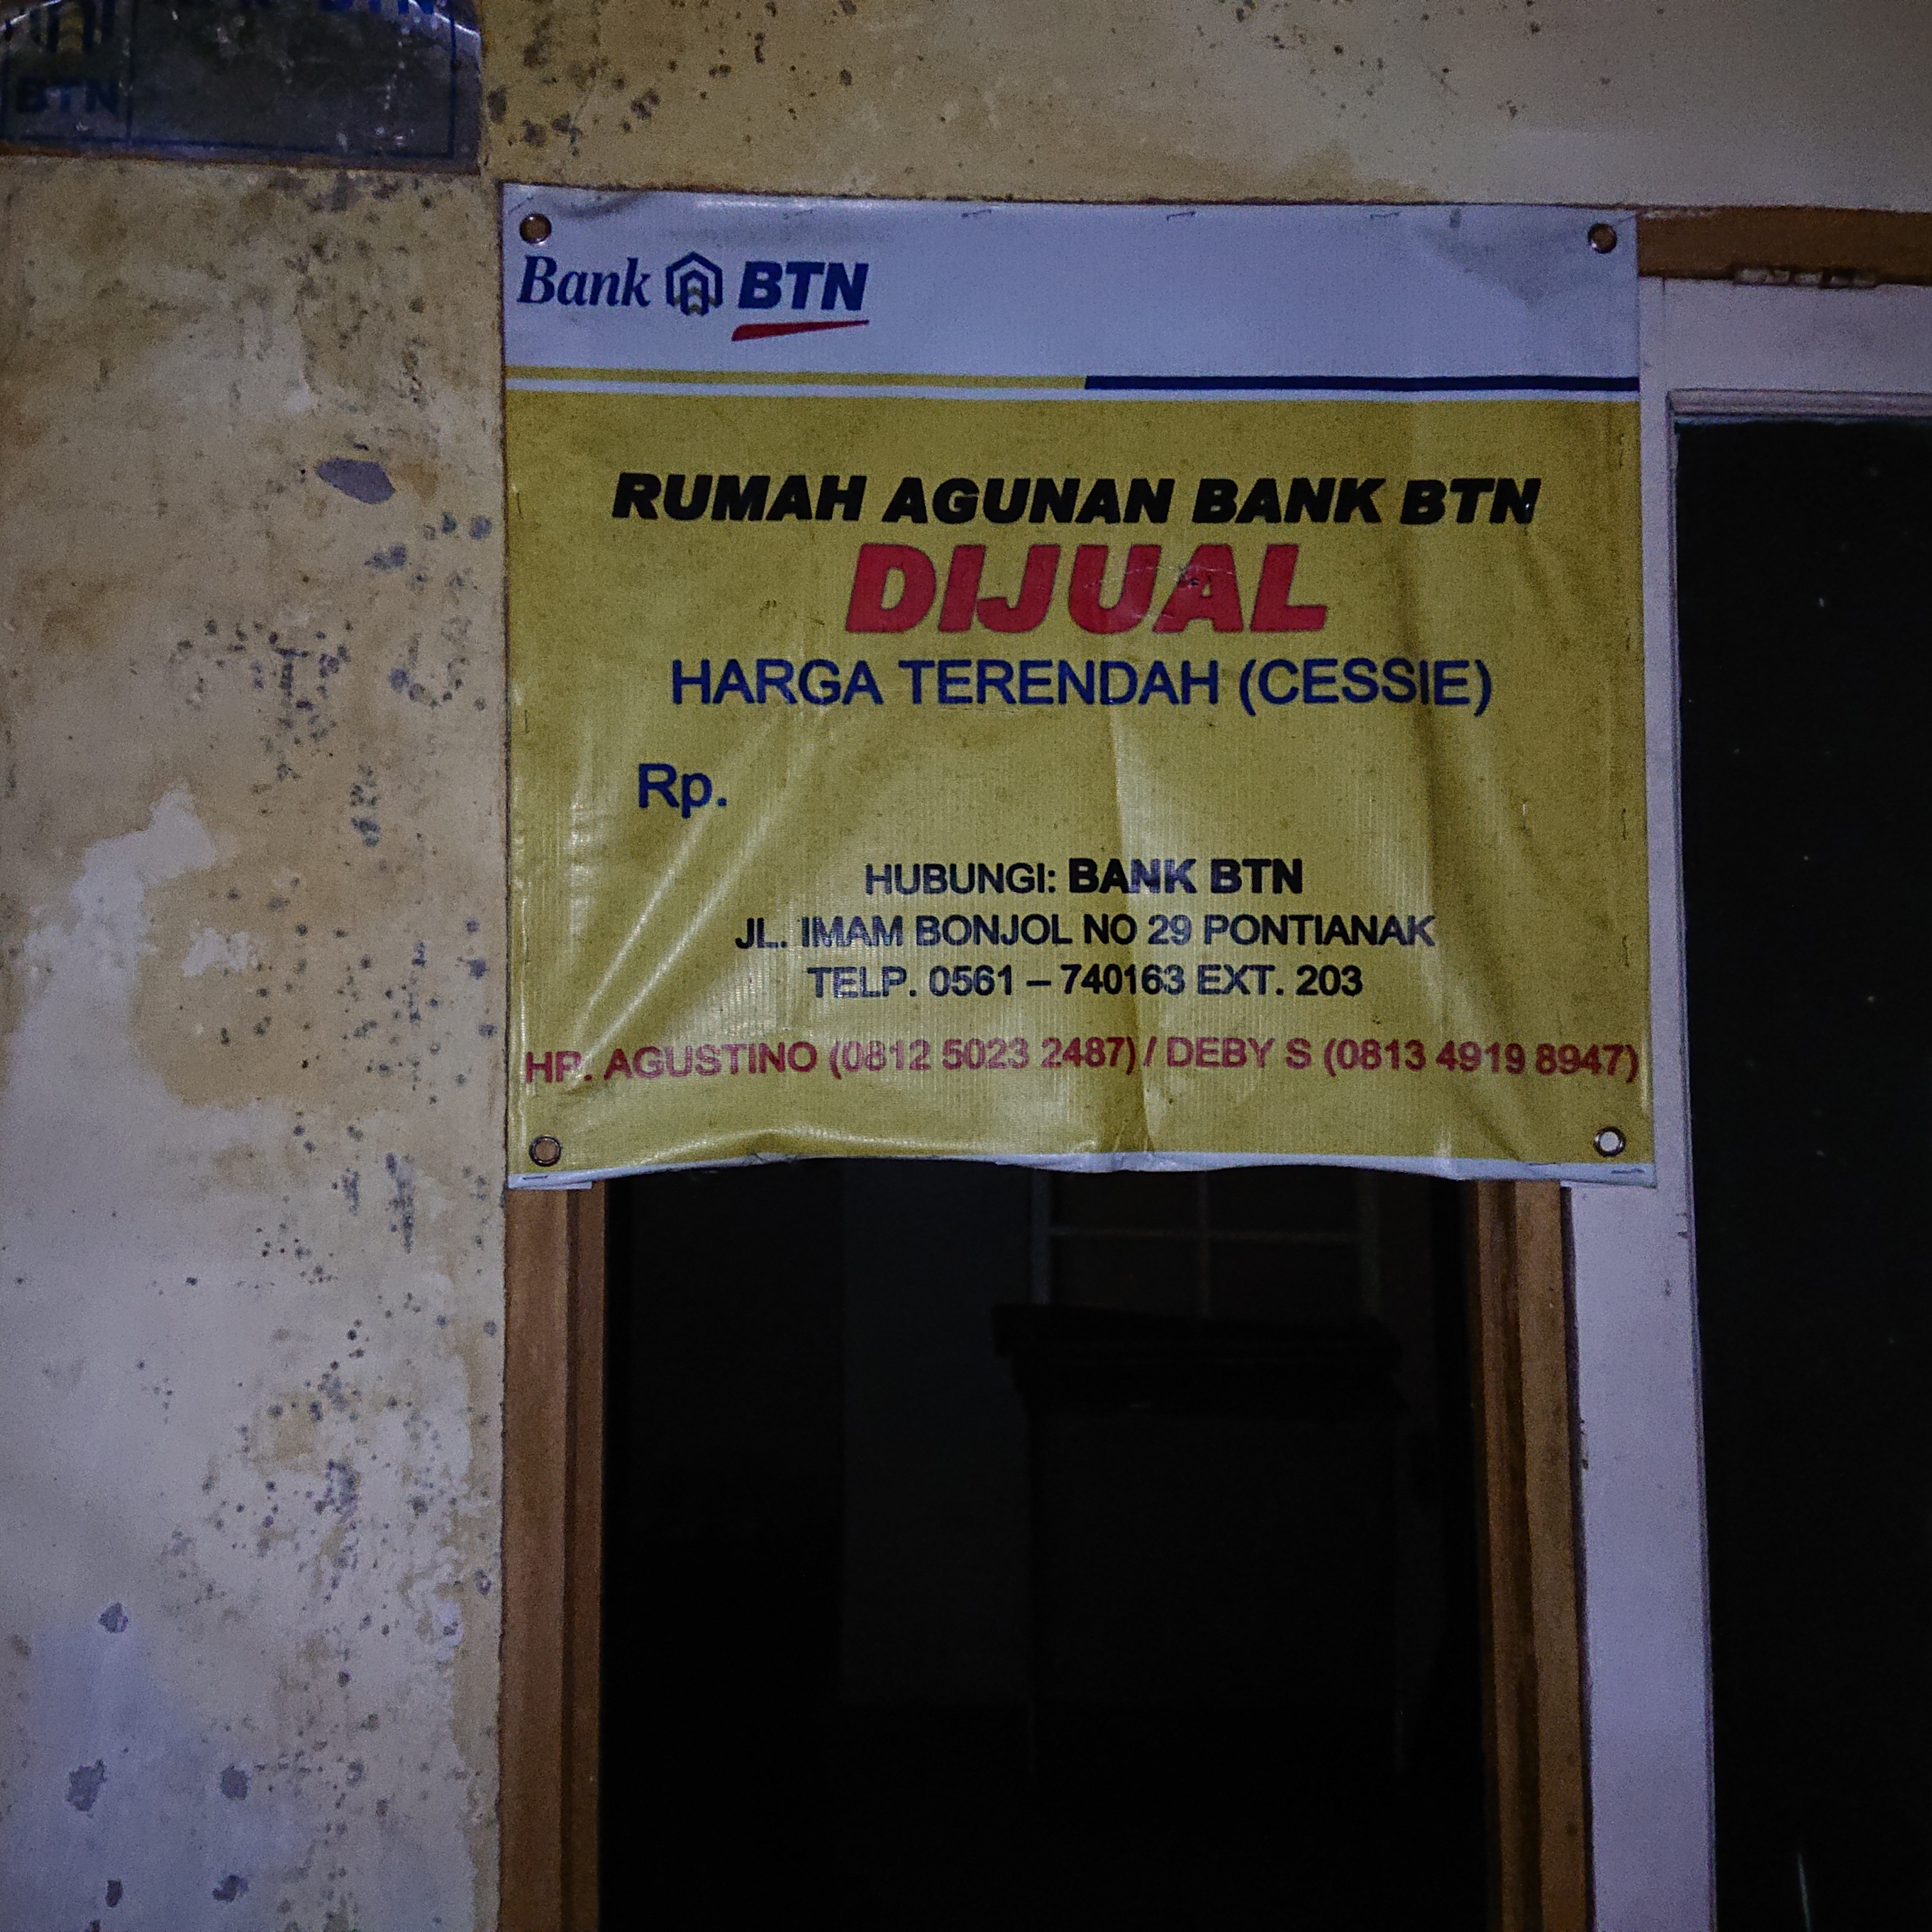 BTN
Bank BTN
RUMAH AGUNAN BANK BTN
DIJUAL
HARGA TERENDAH (CESSIE)
Rp.
HUBUNGI: BANK BTN
JL. IMAM BONJOL NO 29 PONTIANAK
TELP. 0561 – 740163 EXT. 203
HP. AGUSTINO (0812 5023 2487) / DEBY S (0813 4919 8947)